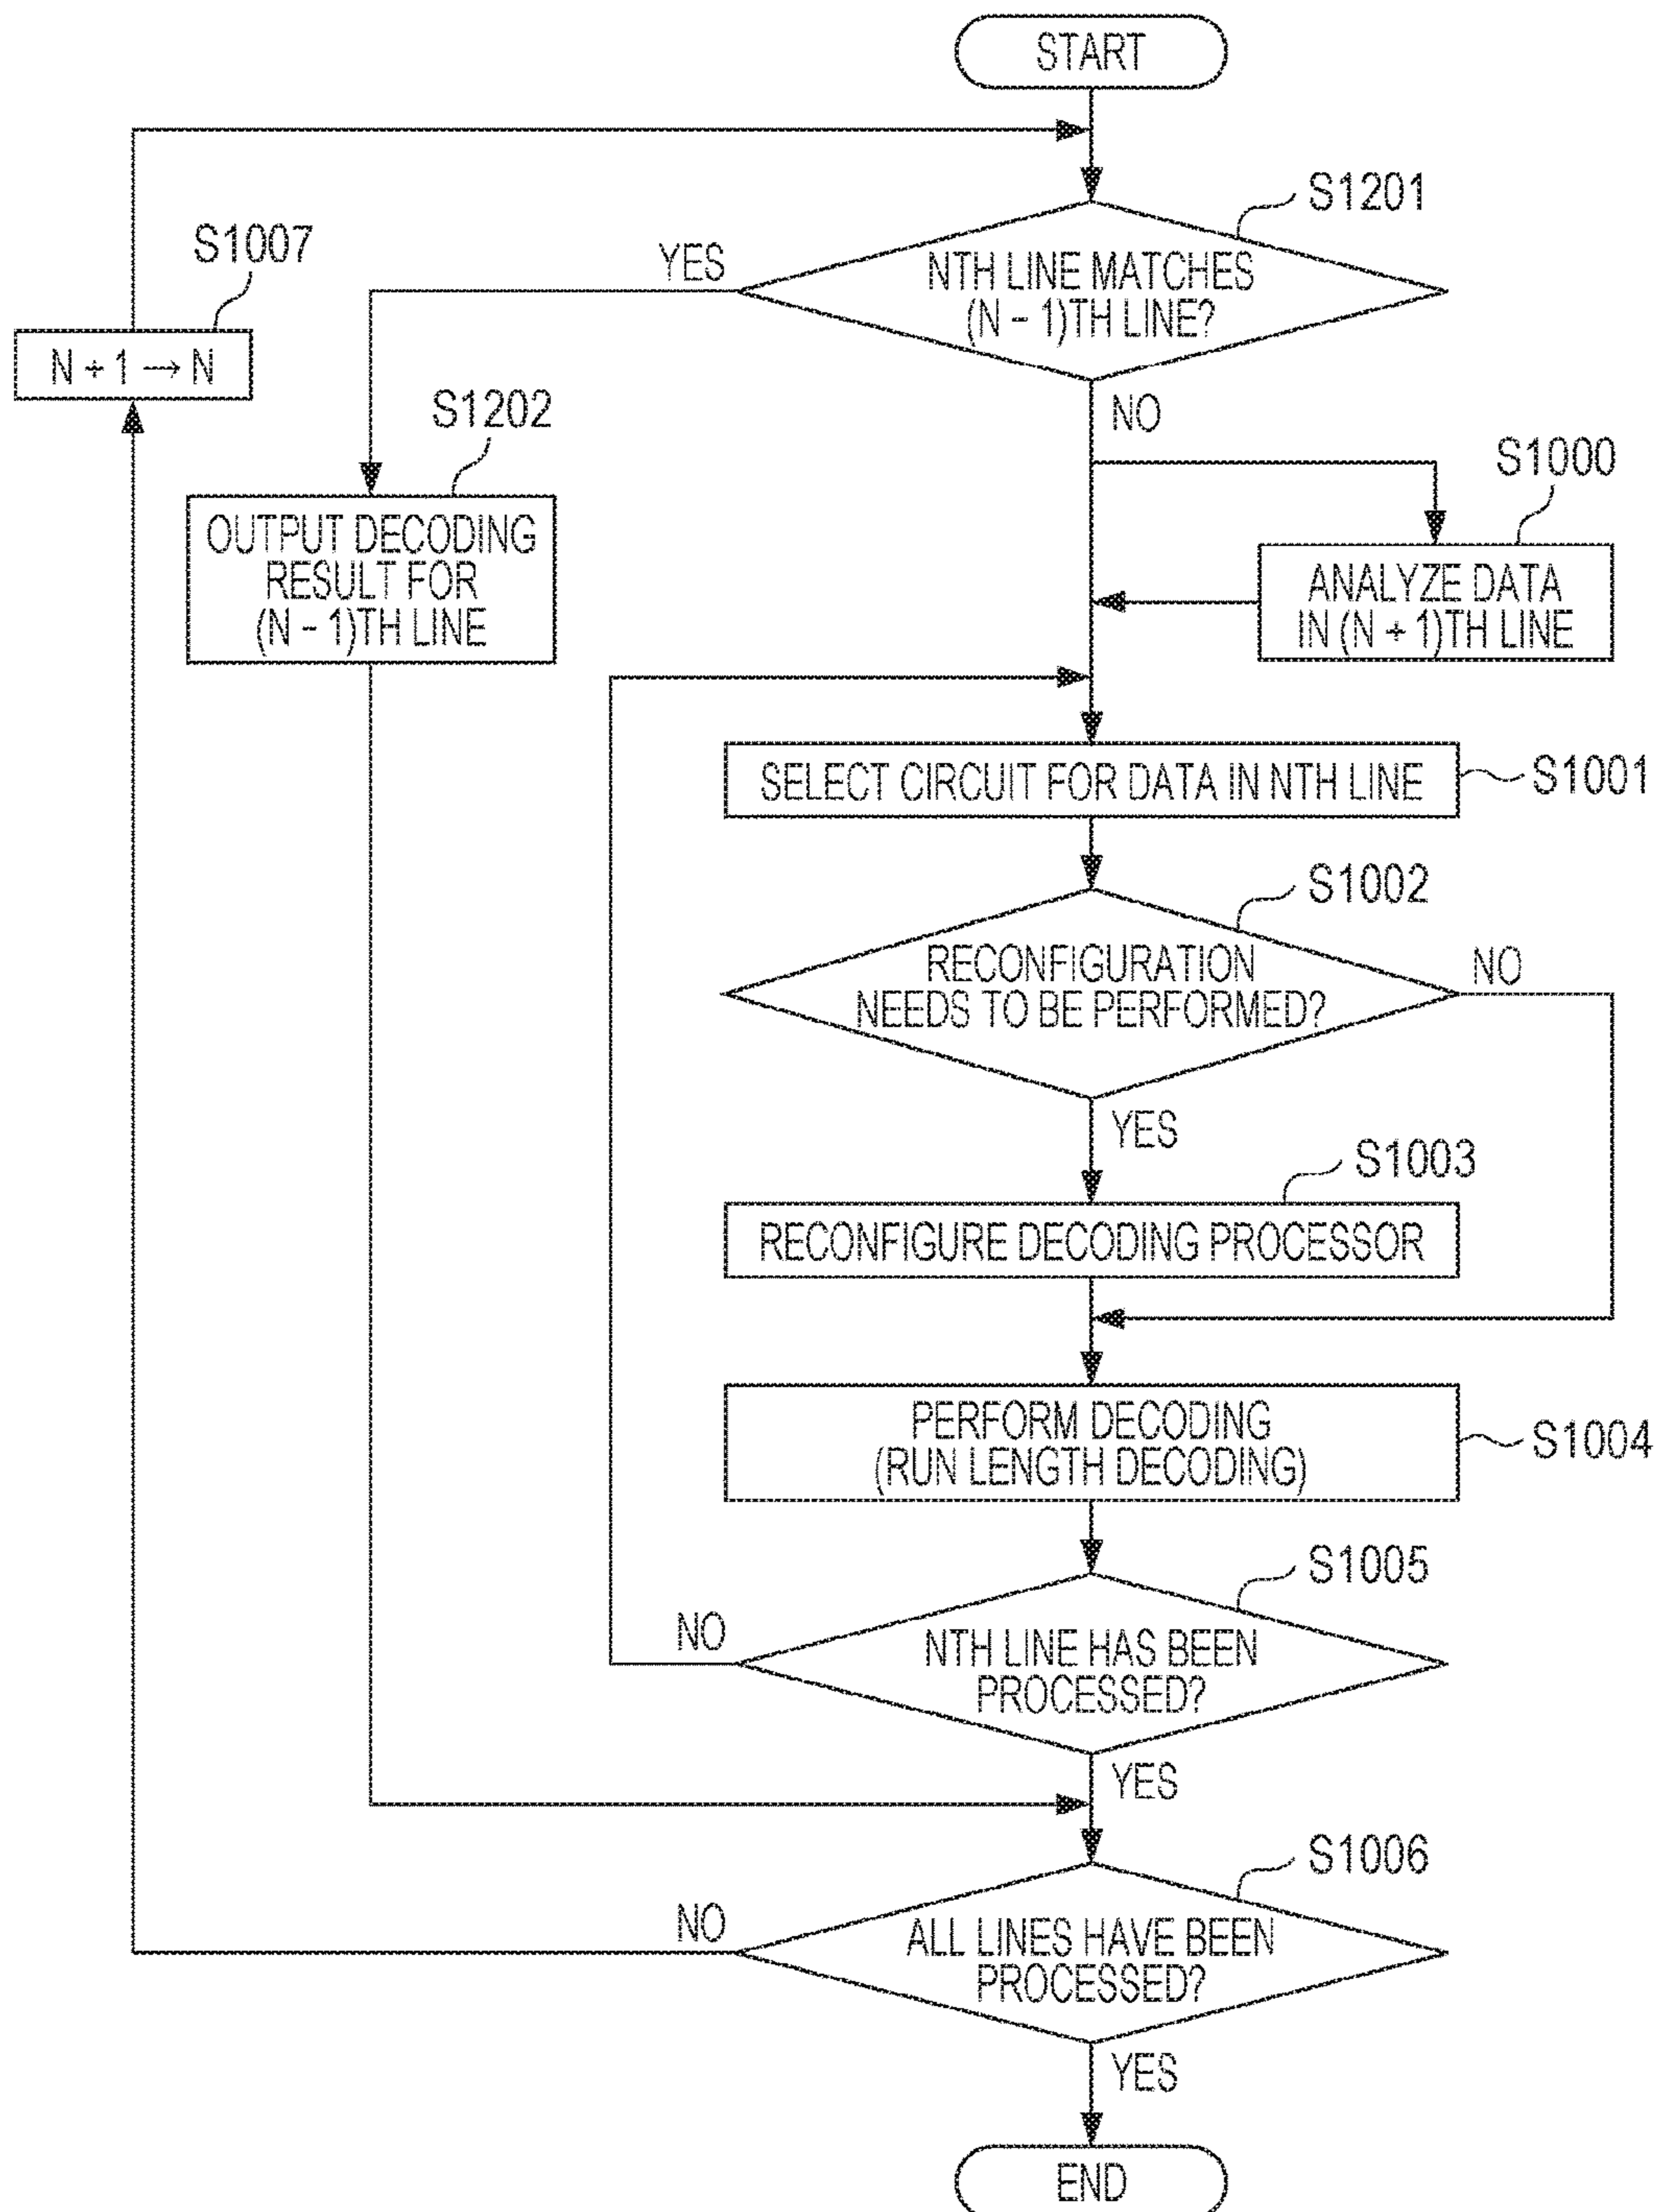 START
S1201
NTH LINE MATCHES
(N - 1)TH LINE?
YES
S1007
N + 1 → N
S1202
OUTPUT DECODING
RESULT FOR
(N - 1)TH LINE
NO
S1000
ANALYZE DATA
IN (N + 1)TH LINE
SELECT CIRCUIT FOR DATA IN NTH LINE
S1001
S1002
RECONFIGURATION
NEEDS TO BE PERFORMED?
NO
YES
S1003
RECONFIGURE DECODING PROCESSOR
PERFORM DECODING
(RUN LENGTH DECODING)
S1004
S1005
NO
NTH LINE HAS BEEN
PROCESSED?
YES
S1006
NO
ALL LINES HAVE BEEN
PROCESSED?
YES
END